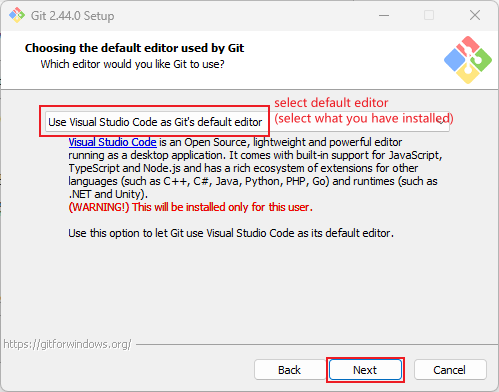 Git 2.44.0 Setup
Choosing the default editor used by Git
Which editor would you like Git to use?
select default editor
Use Visual Studio Code as Git's default editor
(select what you have installed)
Visual Studio Code is an Open Source, lightweight and powerful editor
running as a desktop application. It comes with built-in support for JavaScript,
TypeScript and Node.js and has a rich ecosystem of extensions for other
languages (such as C++, C#, Java, Python, PHP, Go) and runtimes (such as
.NET and Unity).
(WARNING!) This will be installed only for this user.
Use this option to let Git use Visual Studio Code as its default editor.
https://gitforwindows.org/
Back
Next
Cancel